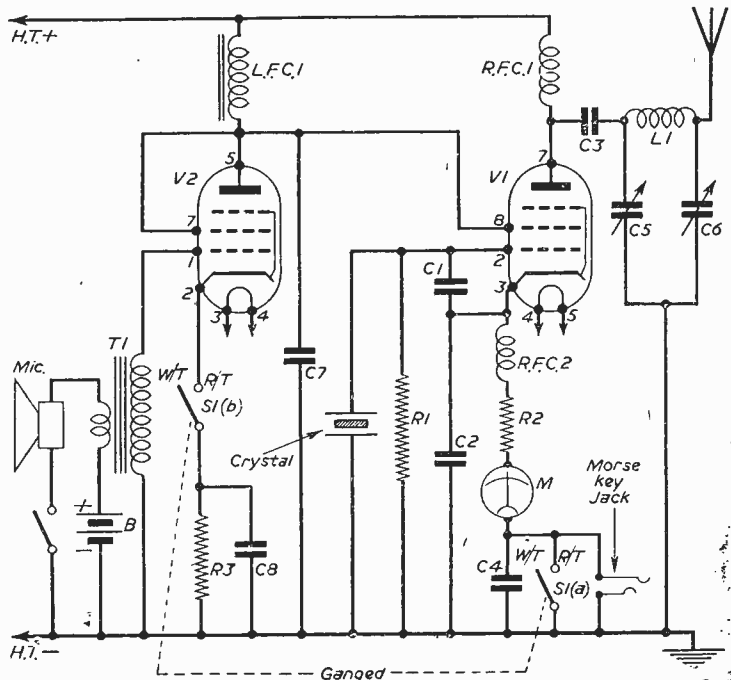 H.T.+
L.F.C.1
R.F.C.1
C3
L1
5
V2
7
1
2
3
4
7
V1
8
2
3
4
5
C5
C6
C1
R.F.C.2
T1
Mic.
W/T
R/T
S1(b)
C7
Crystal
R1
C2
R2
M
Morse
key
Jack
+
B
-
R3
C8
C4
W/T
R/T
S1(a)
H.T.-
Ganged